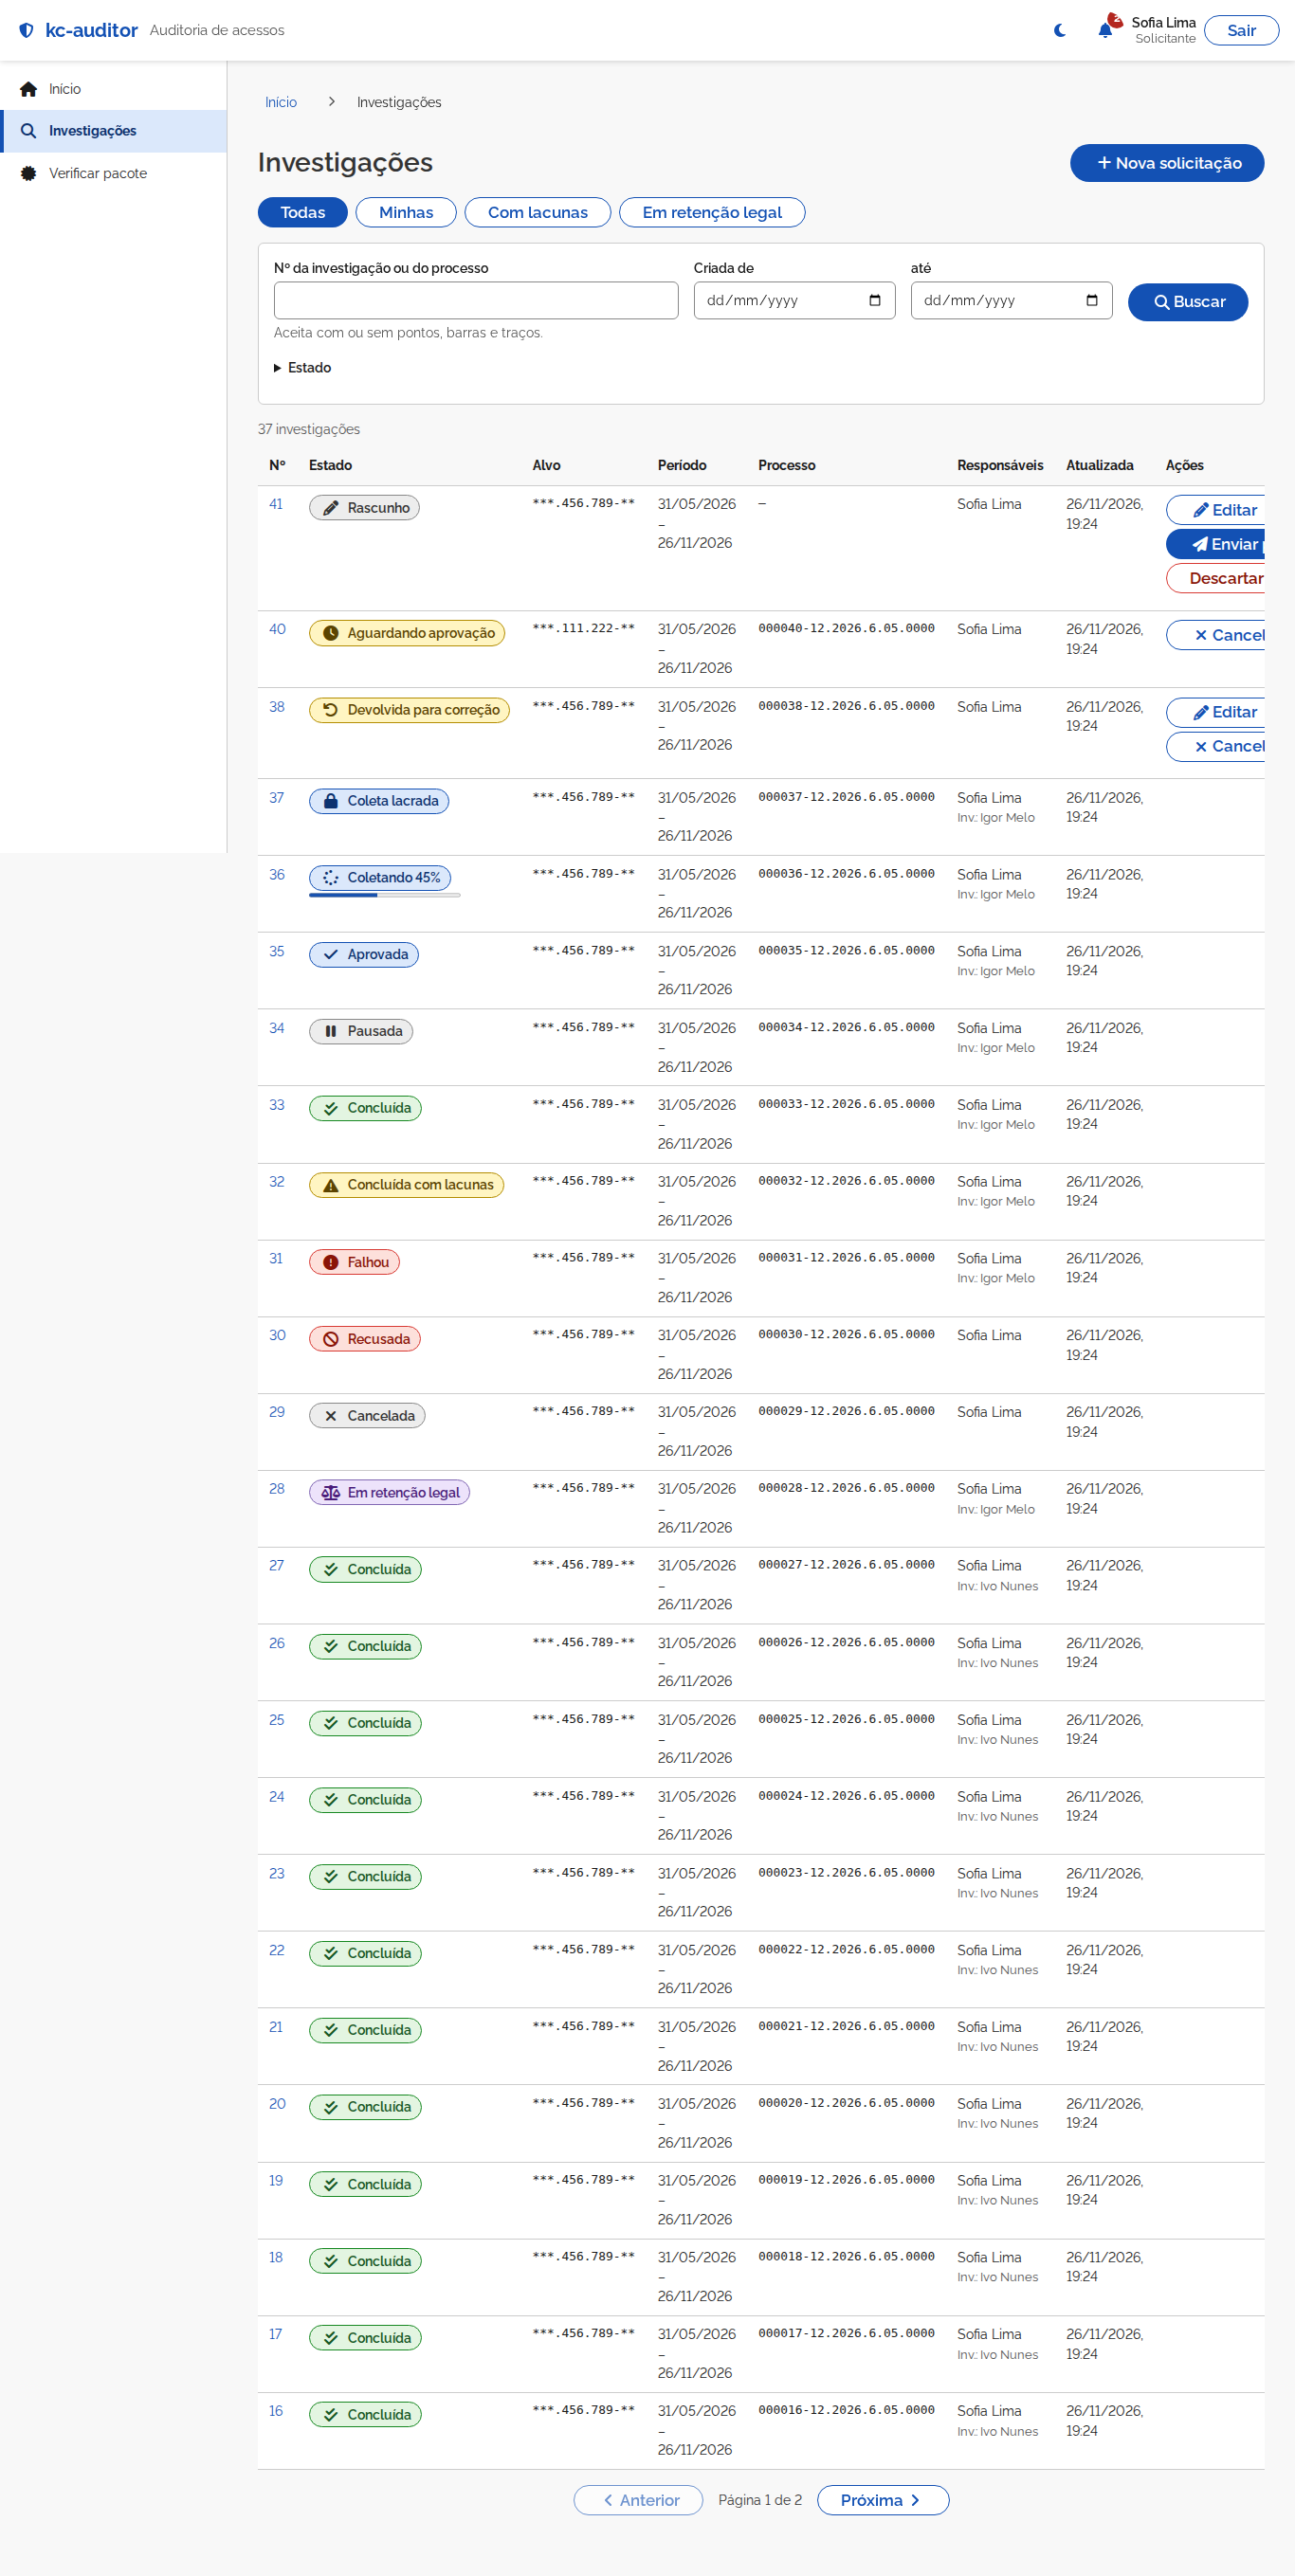 kc-auditor Auditoria de acessos
2
Sofia Lima
Solicitante
Sair
Início
Investigações
Verificar pacote
Início > Investigações
Investigações
+ Nova solicitação
Todas Minhas Com lacunas Em retenção legal
Nº da investigação ou do processo Criada de até
dd/mm/yyyy dd/mm/yyyy Buscar
Aceita com ou sem pontos, barras e traços.
Estado
37 investigações
Nº Estado Alvo Período Processo Responsáveis Atualizada Ações
41 Rascunho ***.456.789-** 31/05/2026 – 26/11/2026 — Sofia Lima 26/11/2026, 19:24 Editar
Enviar p
Descartar
40 Aguardando aprovação ***.111.222-** 31/05/2026 – 26/11/2026 000040-12.2026.6.05.0000 Sofia Lima 26/11/2026, 19:24 Cancel
38 Devolvida para correção ***.456.789-** 31/05/2026 – 26/11/2026 000038-12.2026.6.05.0000 Sofia Lima 26/11/2026, 19:24 Editar
Cancel
37 Coleta lacrada ***.456.789-** 31/05/2026 – 26/11/2026 000037-12.2026.6.05.0000 Sofia Lima Inv.: Igor Melo 26/11/2026, 19:24
36 Coletando 45% ***.456.789-** 31/05/2026 – 26/11/2026 000036-12.2026.6.05.0000 Sofia Lima Inv.: Igor Melo 26/11/2026, 19:24
35 Aprovada ***.456.789-** 31/05/2026 – 26/11/2026 000035-12.2026.6.05.0000 Sofia Lima Inv.: Igor Melo 26/11/2026, 19:24
34 Pausada ***.456.789-** 31/05/2026 – 26/11/2026 000034-12.2026.6.05.0000 Sofia Lima Inv.: Igor Melo 26/11/2026, 19:24
33 Concluída ***.456.789-** 31/05/2026 – 26/11/2026 000033-12.2026.6.05.0000 Sofia Lima Inv.: Igor Melo 26/11/2026, 19:24
32 Concluída com lacunas ***.456.789-** 31/05/2026 – 26/11/2026 000032-12.2026.6.05.0000 Sofia Lima Inv.: Igor Melo 26/11/2026, 19:24
31 Falhou ***.456.789-** 31/05/2026 – 26/11/2026 000031-12.2026.6.05.0000 Sofia Lima Inv.: Igor Melo 26/11/2026, 19:24
30 Recusada ***.456.789-** 31/05/2026 – 26/11/2026 000030-12.2026.6.05.0000 Sofia Lima 26/11/2026, 19:24
29 Cancelada ***.456.789-** 31/05/2026 – 26/11/2026 000029-12.2026.6.05.0000 Sofia Lima 26/11/2026, 19:24
28 Em retenção legal ***.456.789-** 31/05/2026 – 26/11/2026 000028-12.2026.6.05.0000 Sofia Lima Inv.: Igor Melo 26/11/2026, 19:24
27 Concluída ***.456.789-** 31/05/2026 – 26/11/2026 000027-12.2026.6.05.0000 Sofia Lima Inv.: Ivo Nunes 26/11/2026, 19:24
26 Concluída ***.456.789-** 31/05/2026 – 26/11/2026 000026-12.2026.6.05.0000 Sofia Lima Inv.: Ivo Nunes 26/11/2026, 19:24
25 Concluída ***.456.789-** 31/05/2026 – 26/11/2026 000025-12.2026.6.05.0000 Sofia Lima Inv.: Ivo Nunes 26/11/2026, 19:24
24 Concluída ***.456.789-** 31/05/2026 – 26/11/2026 000024-12.2026.6.05.0000 Sofia Lima Inv.: Ivo Nunes 26/11/2026, 19:24
23 Concluída ***.456.789-** 31/05/2026 – 26/11/2026 000023-12.2026.6.05.0000 Sofia Lima Inv.: Ivo Nunes 26/11/2026, 19:24
22 Concluída ***.456.789-** 31/05/2026 – 26/11/2026 000022-12.2026.6.05.0000 Sofia Lima Inv.: Ivo Nunes 26/11/2026, 19:24
21 Concluída ***.456.789-** 31/05/2026 – 26/11/2026 000021-12.2026.6.05.0000 Sofia Lima Inv.: Ivo Nunes 26/11/2026, 19:24
20 Concluída ***.456.789-** 31/05/2026 – 26/11/2026 000020-12.2026.6.05.0000 Sofia Lima Inv.: Ivo Nunes 26/11/2026, 19:24
19 Concluída ***.456.789-** 31/05/2026 – 26/11/2026 000019-12.2026.6.05.0000 Sofia Lima Inv.: Ivo Nunes 26/11/2026, 19:24
18 Concluída ***.456.789-** 31/05/2026 – 26/11/2026 000018-12.2026.6.05.0000 Sofia Lima Inv.: Ivo Nunes 26/11/2026, 19:24
17 Concluída ***.456.789-** 31/05/2026 – 26/11/2026 000017-12.2026.6.05.0000 Sofia Lima Inv.: Ivo Nunes 26/11/2026, 19:24
16 Concluída ***.456.789-** 31/05/2026 – 26/11/2026 000016-12.2026.6.05.0000 Sofia Lima Inv.: Ivo Nunes 26/11/2026, 19:24
Anterior Página 1 de 2 Próxima